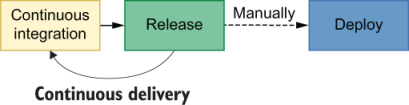 Continuous
integration
Release
Manually
Deploy
Continuous delivery